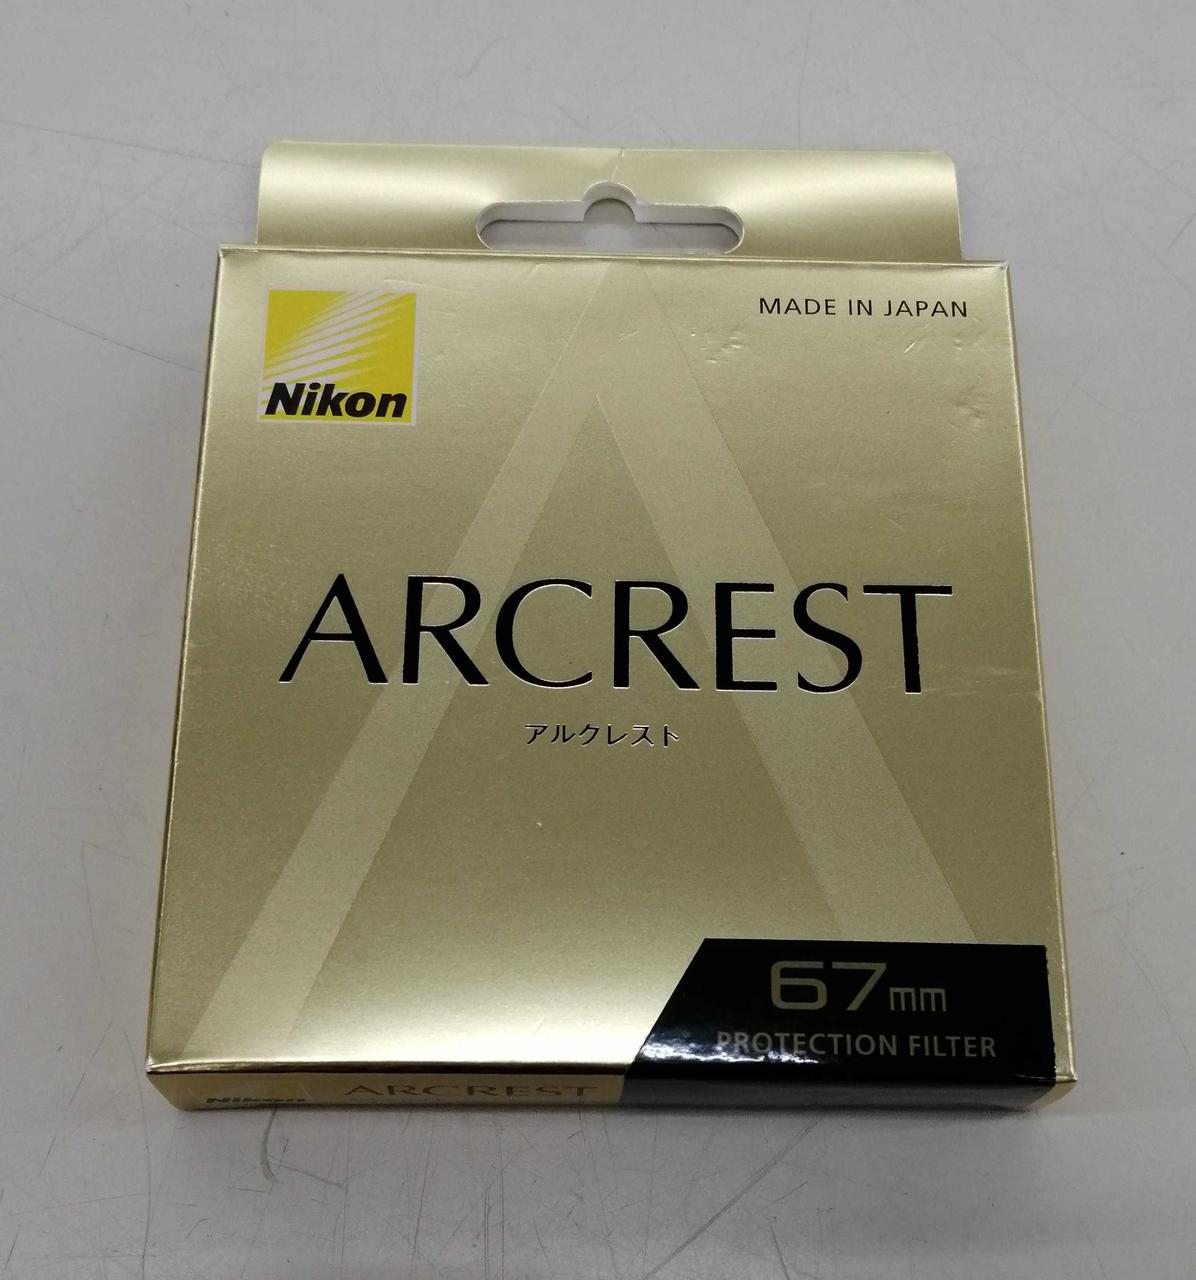 Nikon
MADE IN JAPAN
ARCREST
アルクレスト
67mm
PROTECTION FILTER
Nikon ARCREST